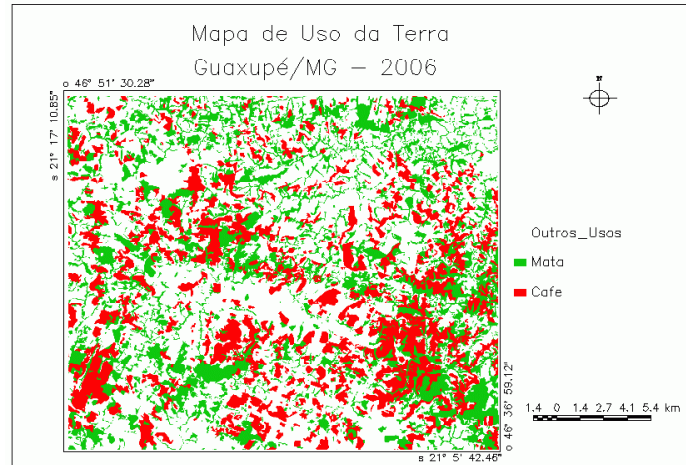 Mapa de Uso da Terra
Guaxupé/MG – 2006
o 46° 51' 30.28"
s 21° 17' 10.85"
N
Outros_Usos
Mata
Cafe
o 46° 36' 59.12"
s 21° 5' 42.46"
1.4 0 1.4 2.7 4.1 5.4 km